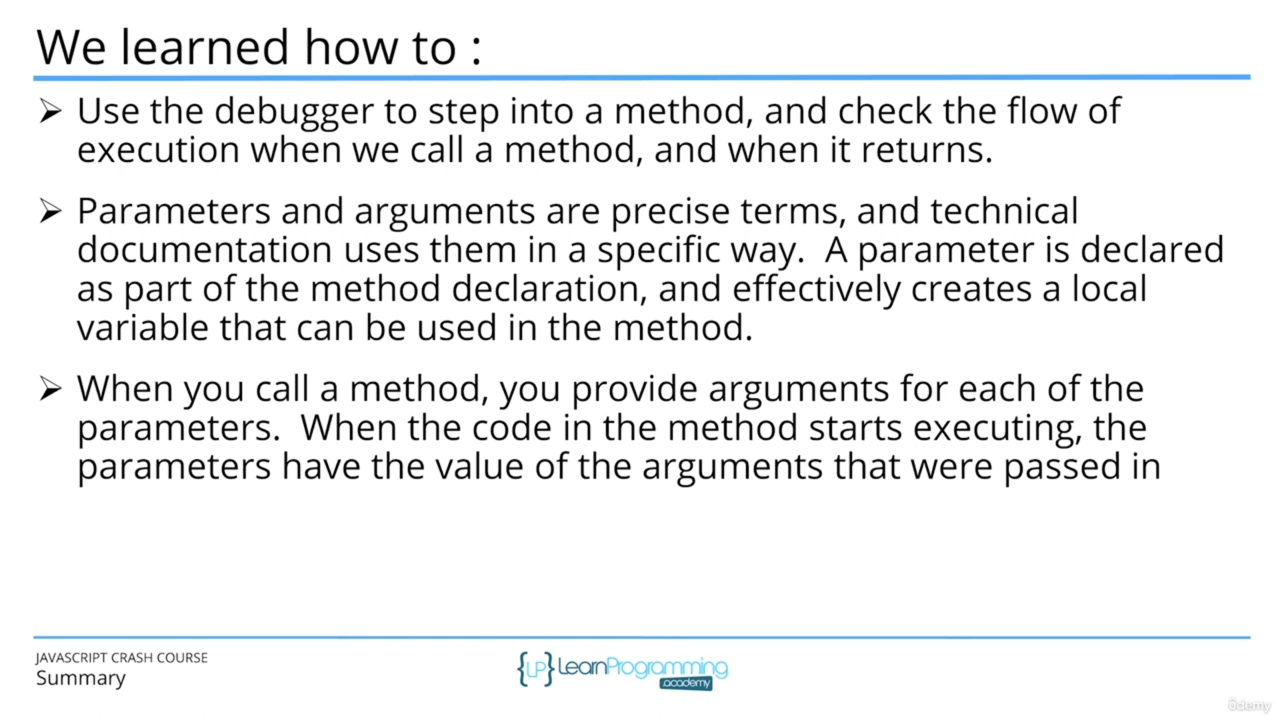 We learned how to :
Use the debugger to step into a method, and check the flow of
execution when we call a method, and when it returns.
Parameters and arguments are precise terms, and technical
documentation uses them in a specific way. A parameter is declared
as part of the method declaration, and effectively creates a local
variable that can be used in the method.
When you call a method, you provide arguments for each of the
parameters. When the code in the method starts executing, the
parameters have the value of the arguments that were passed in
JAVASCRIPT CRASH COURSE
Summary
{LP} LearnProgramming
.academy
ûdemy